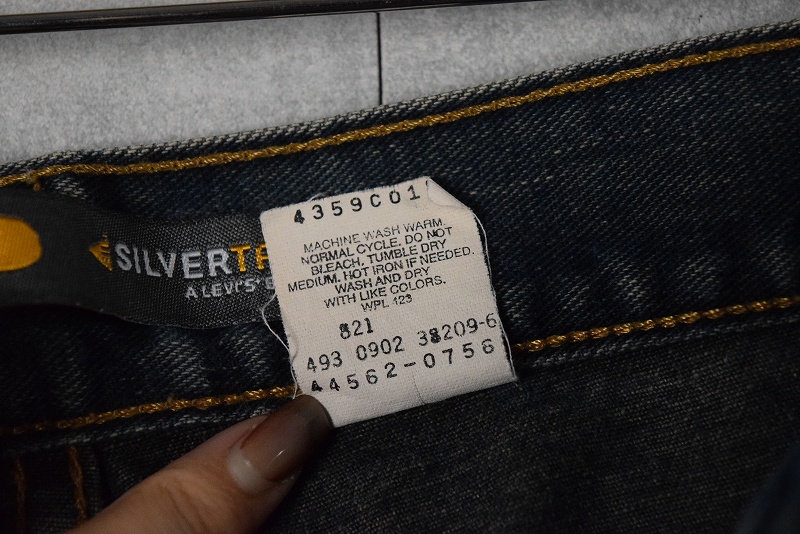 SILVERT
A LEVI'S
4359C01
MACHINE WASH WARM.
NORMAL CYCLE. DO NOT
BLEACH. TUMBLE DRY
MEDIUM. HOT IRON IF NEEDED.
WASH AND DRY
WITH LIKE COLORS.
WPL 123
821
493 0902 38209-6
44562-0756